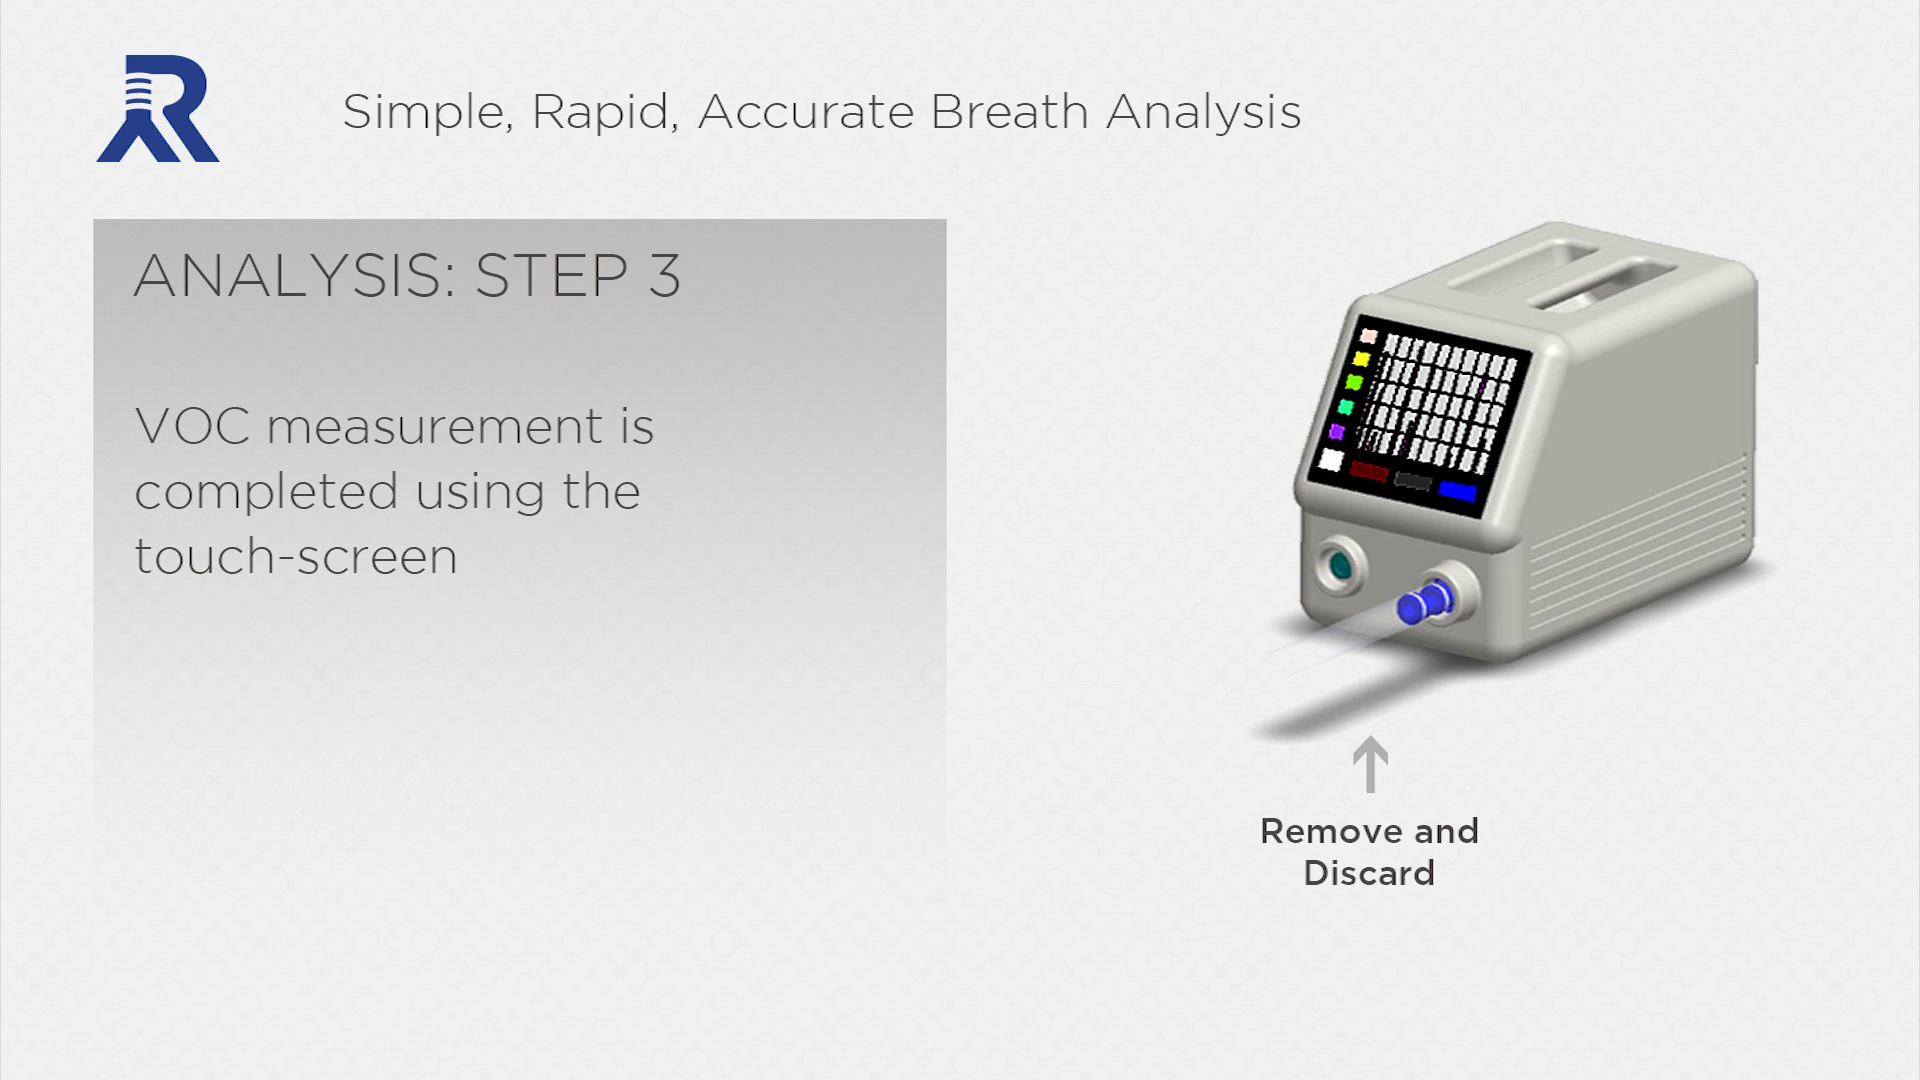 Simple, Rapid, Accurate Breath Analysis
ANALYSIS: STEP 3
VOC measurement is
completed using the
touch-screen
Remove and
Discard